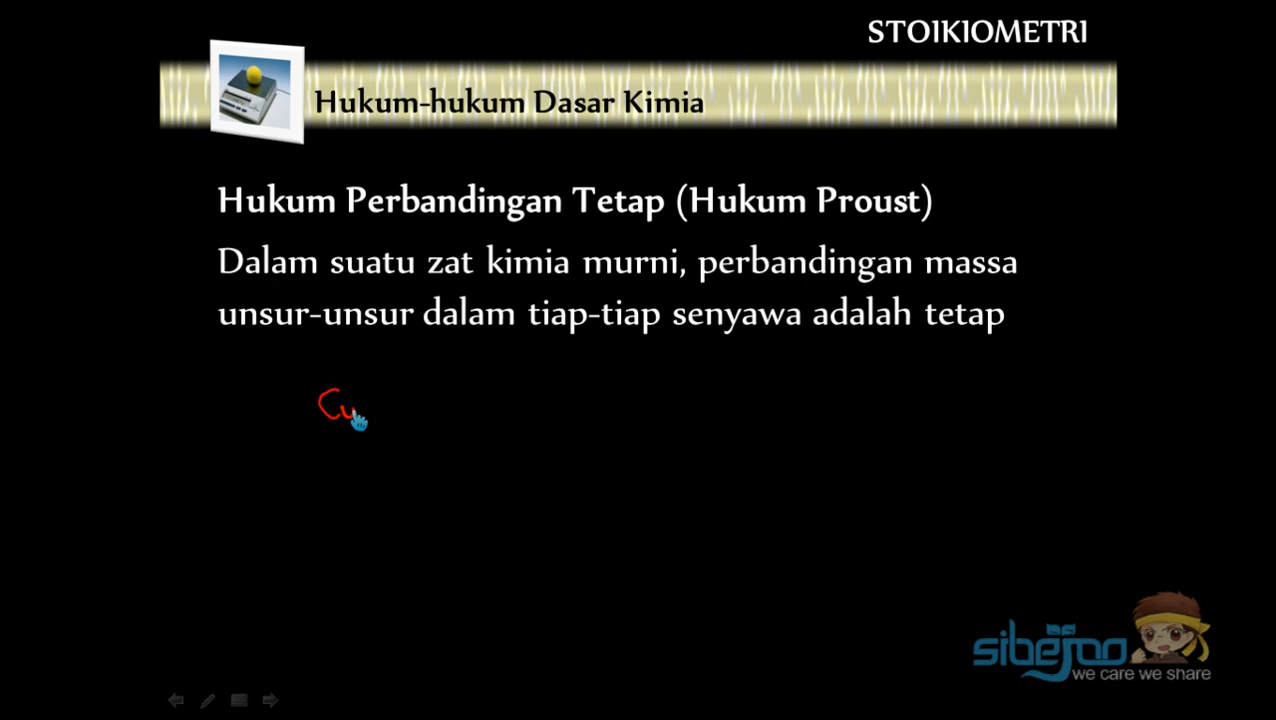 STOIKIOMETRI
Hukum-hukum Dasar Kimia
Hukum Perbandingan Tetap (Hukum Proust)
Dalam suatu zat kimia murni, perbandingan massa
unsur-unsur dalam tiap-tiap senyawa adalah tetap
Cu
sibejoo
we care we share